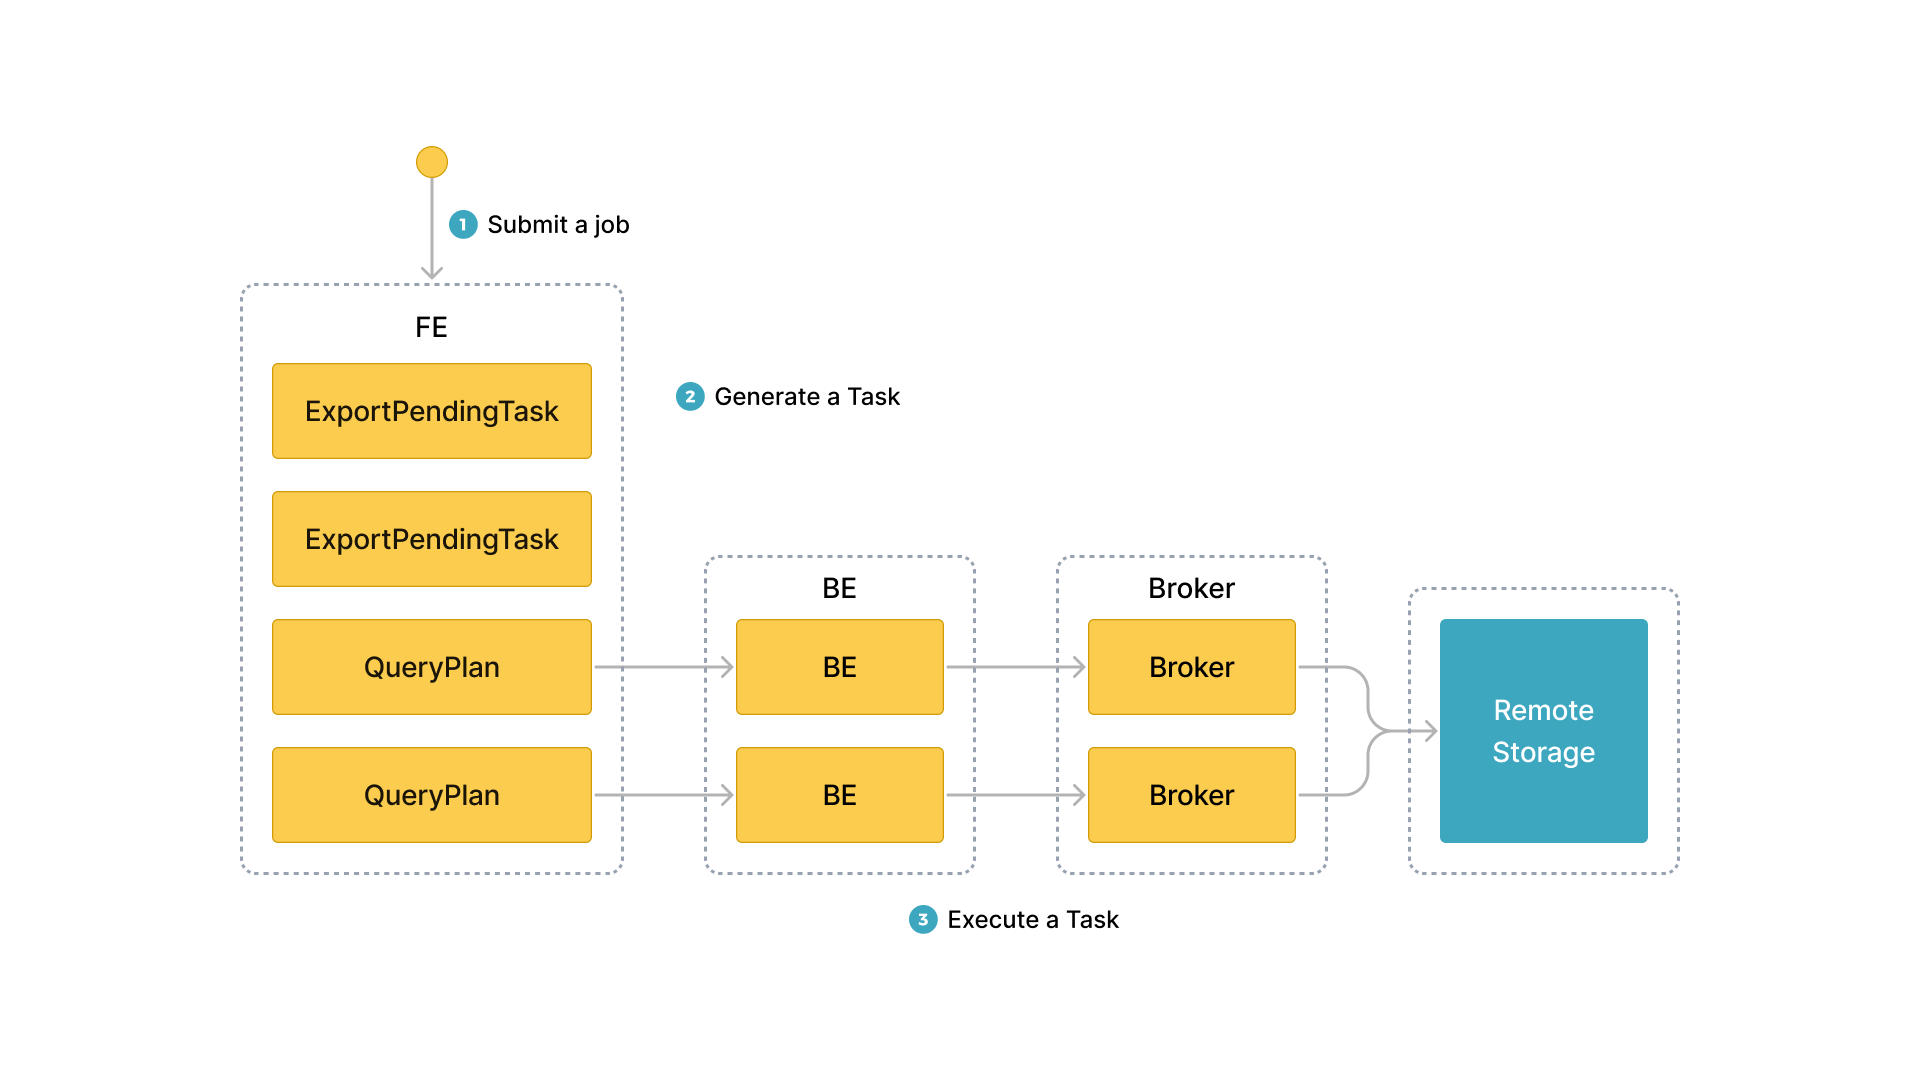 1 Submit a job
FE
ExportPendingTask
2 Generate a Task
ExportPendingTask
QueryPlan
QueryPlan
BE
BE
BE
Broker
Broker
Broker
Remote
Storage
3 Execute a Task